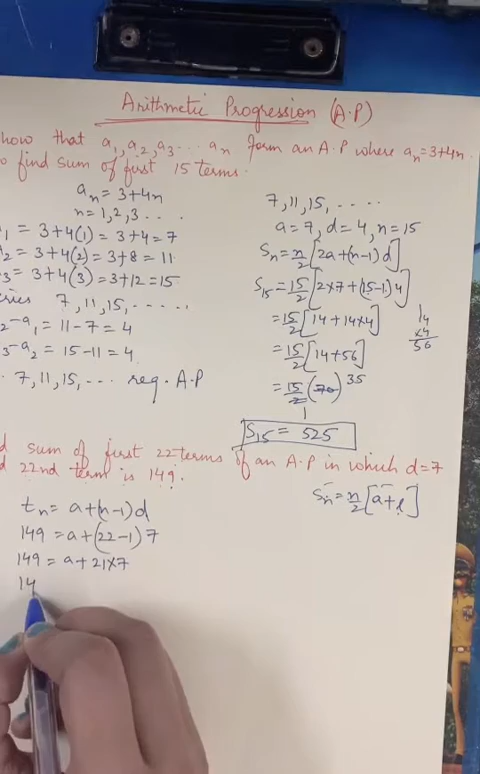 Arithmetic Progression (A.P)
how that a₁, a₂, a₃ ... aₙ form an A.P where aₙ=3+4n.
o find sum of first 15 terms.
aₙ = 3+4n
n = 1, 2, 3 ...
₁ = 3+4(1) = 3+4 = 7
₂ = 3+4(2) = 3+8 = 11
₃ = 3+4(3) = 3+12 = 15
ries 7, 11, 15, .....
₂-a₁ = 11-7 = 4
₃-a₂ = 15-11 = 4
7, 11, 15, ... req. A.P
7, 11, 15, ....
a = 7, d = 4, n = 15
Sₙ = n/2 [2a+(n-1)d]
S₁₅ = 15/2 [2×7+(15-1)4]
= 15/2 [14+14×4]
14
×4
56
= 15/2 [14+56]
= 15/2 (70) 35
1
S₁₅ = 525
d sum of first 22 terms of an A.P in which d=7
d 22nd term is 149.
tₙ = a+(n-1)d
149 = a+(22-1)7
149 = a+21×7
14
Sₙ = n/2 [a+l]